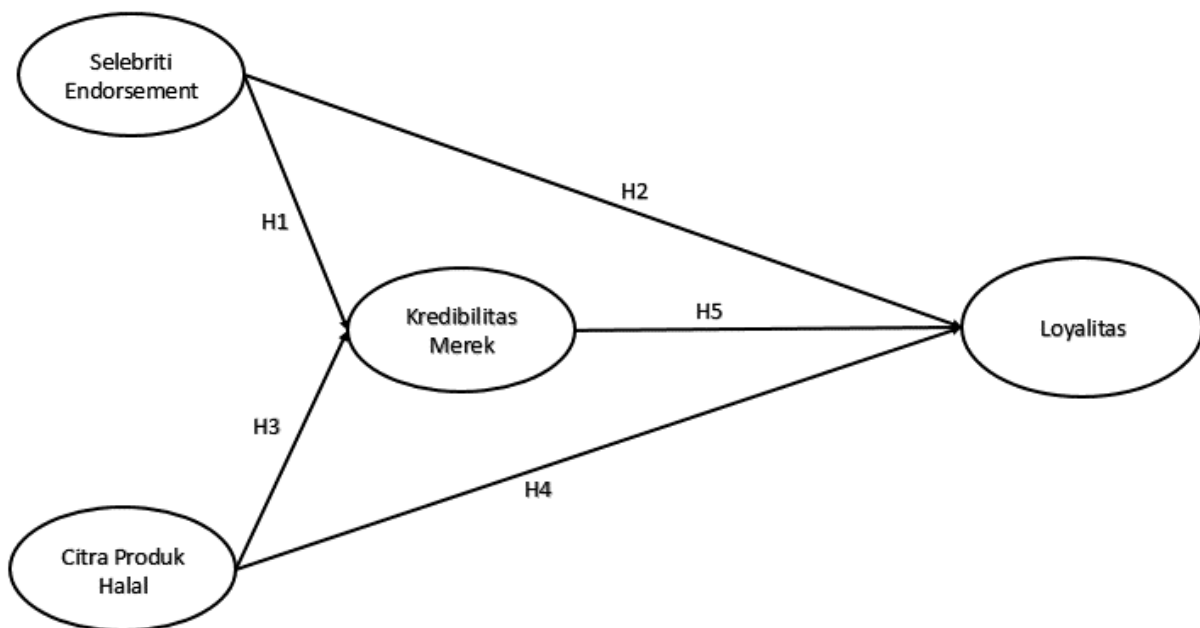 Selebriti
Endorsement
H2
H1
Kredibilitas
Merek
H5
Loyalitas
H3
H4
Citra Produk
Halal